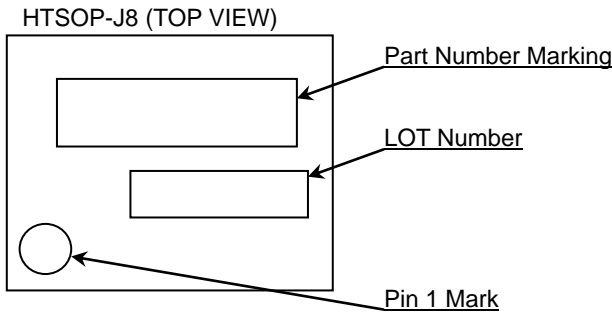 HTSOP-J8 (TOP VIEW)
Part Number Marking
LOT Number
Pin 1 Mark